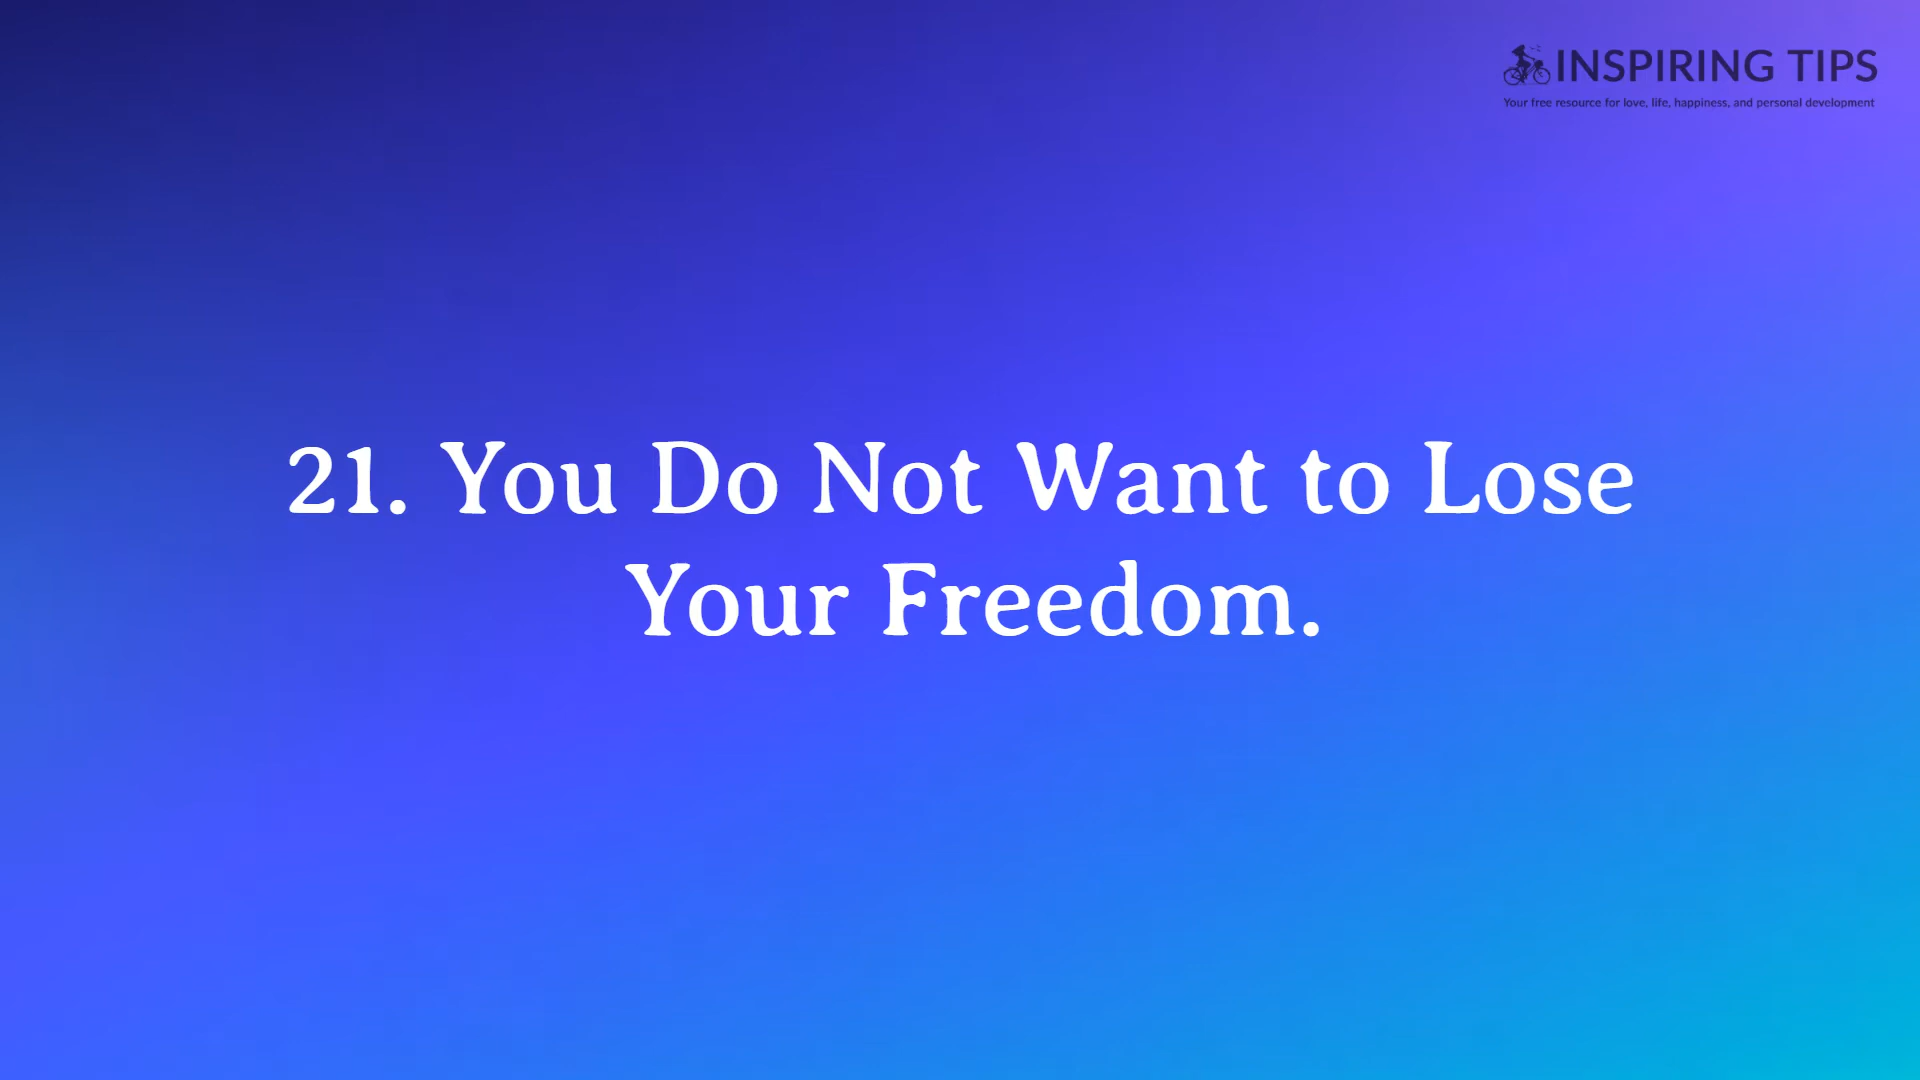 INSPIRING TIPS
Your free resource for love, life, happiness, and personal development
21. You Do Not Want to Lose
Your Freedom.